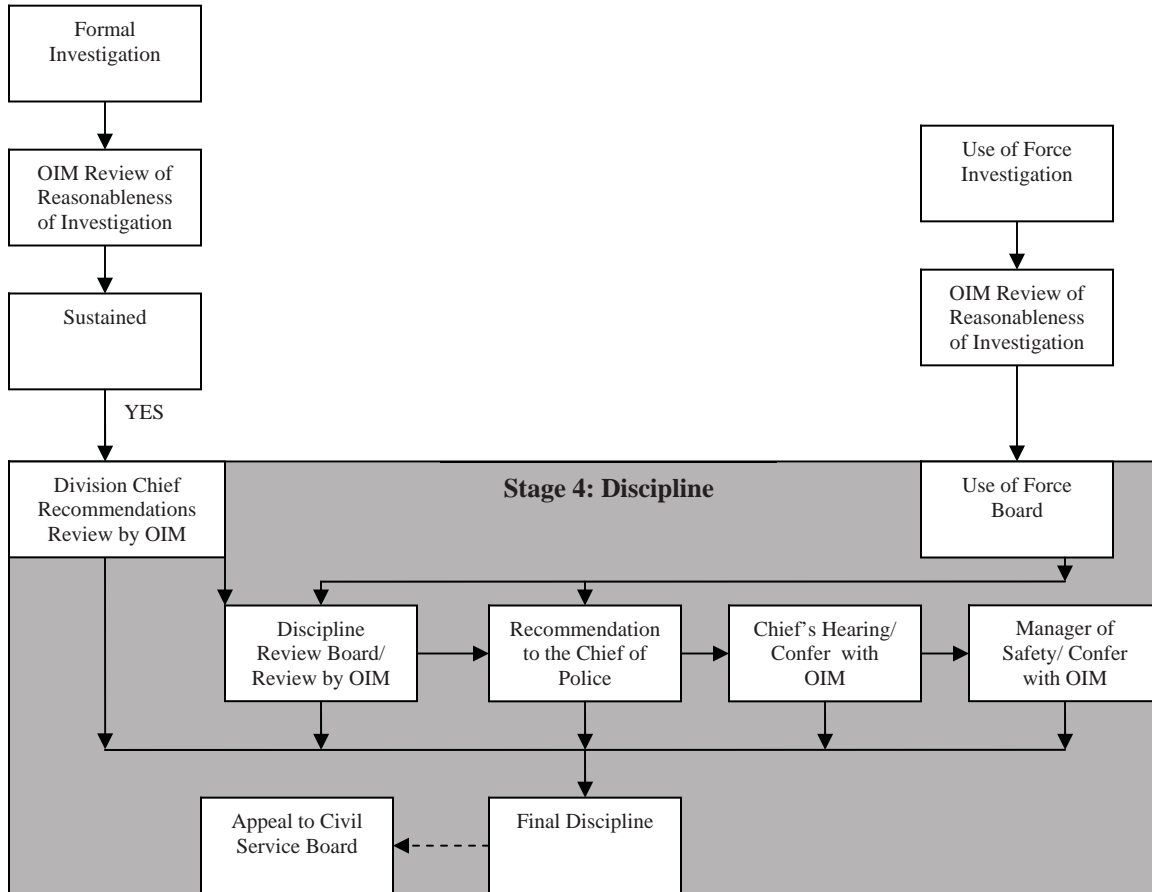 Formal
Investigation
OIM Review of
Reasonableness
of Investigation
Sustained
YES
Use of Force
Investigation
OIM Review of
Reasonableness
of Investigation
Stage 4: Discipline
Division Chief
Recommendations
Review by OIM
Use of Force
Board
Discipline
Review Board/
Review by OIM
Recommendation
to the Chief of
Police
Chief's Hearing/
Confer with
OIM
Manager of
Safety/ Confer
with OIM
Appeal to Civil
Service Board
Final Discipline